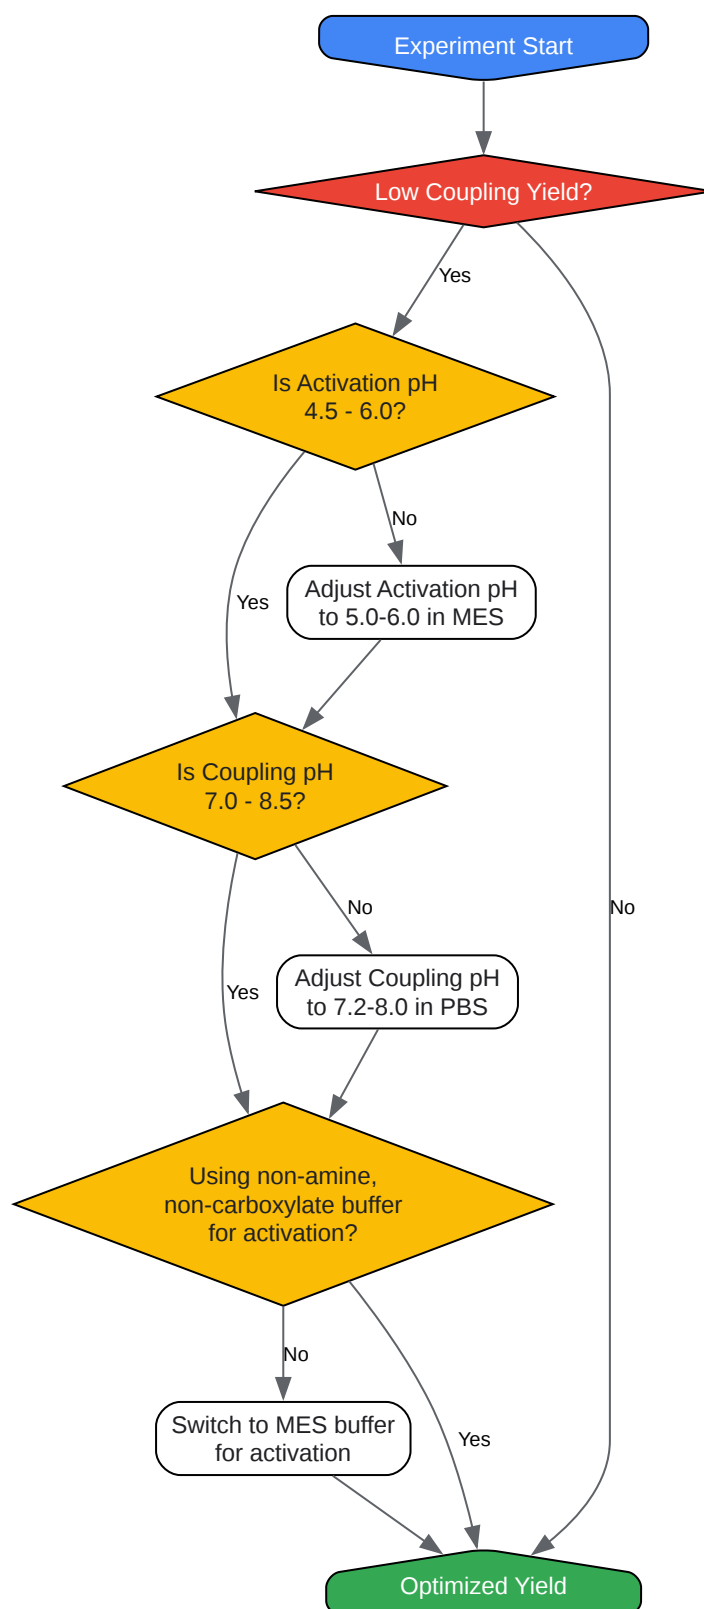 Experiment Start
Low Coupling Yield?
Yes
Is Activation pH
4.5 - 6.0?
No
Adjust Activation pH
to 5.0-6.0 in MES
Yes
Is Coupling pH
7.0 - 8.5?
No
No
Adjust Coupling pH
to 7.2-8.0 in PBS
Yes
Using non-amine,
non-carboxylate buffer
for activation?
No
Switch to MES buffer
for activation
Yes
Optimized Yield